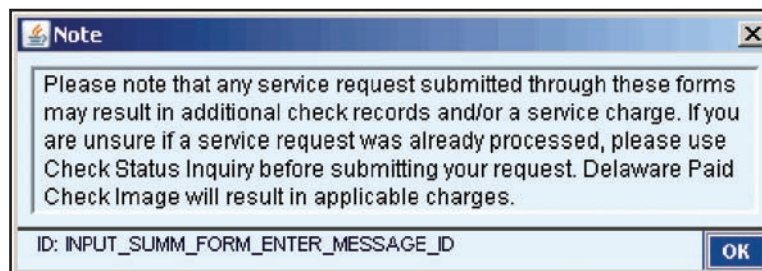 Note
Please note that any service request submitted through these forms
may result in additional check records and/or a service charge. If you
are unsure if a service request was already processed, please use
Check Status Inquiry before submitting your request. Delaware Paid
Check Image will result in applicable charges.
ID: INPUT_SUMM_FORM_ENTER_MESSAGE_ID
OK